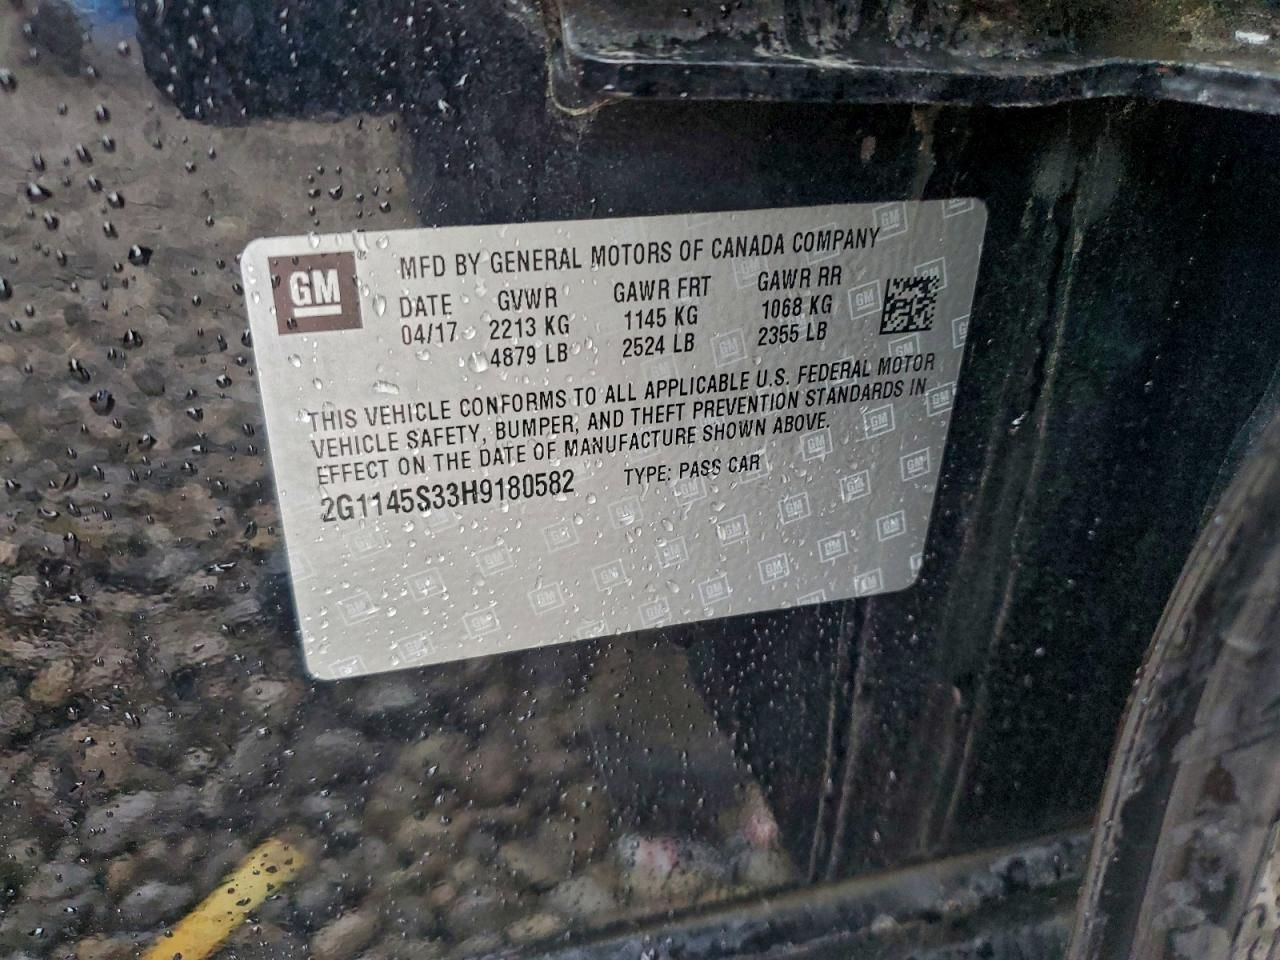 GM
MFD BY GENERAL MOTORS OF CANADA COMPANY
DATE GVWR GAWR FRT GAWR RR
04/17 2213 KG 1145 KG 1068 KG
4879 LB 2524 LB 2355 LB
THIS VEHICLE CONFORMS TO ALL APPLICABLE U.S. FEDERAL MOTOR
VEHICLE SAFETY, BUMPER, AND THEFT PREVENTION STANDARDS IN
EFFECT ON THE DATE OF MANUFACTURE SHOWN ABOVE.
2G1145S33H9180582 TYPE: PASS CAR